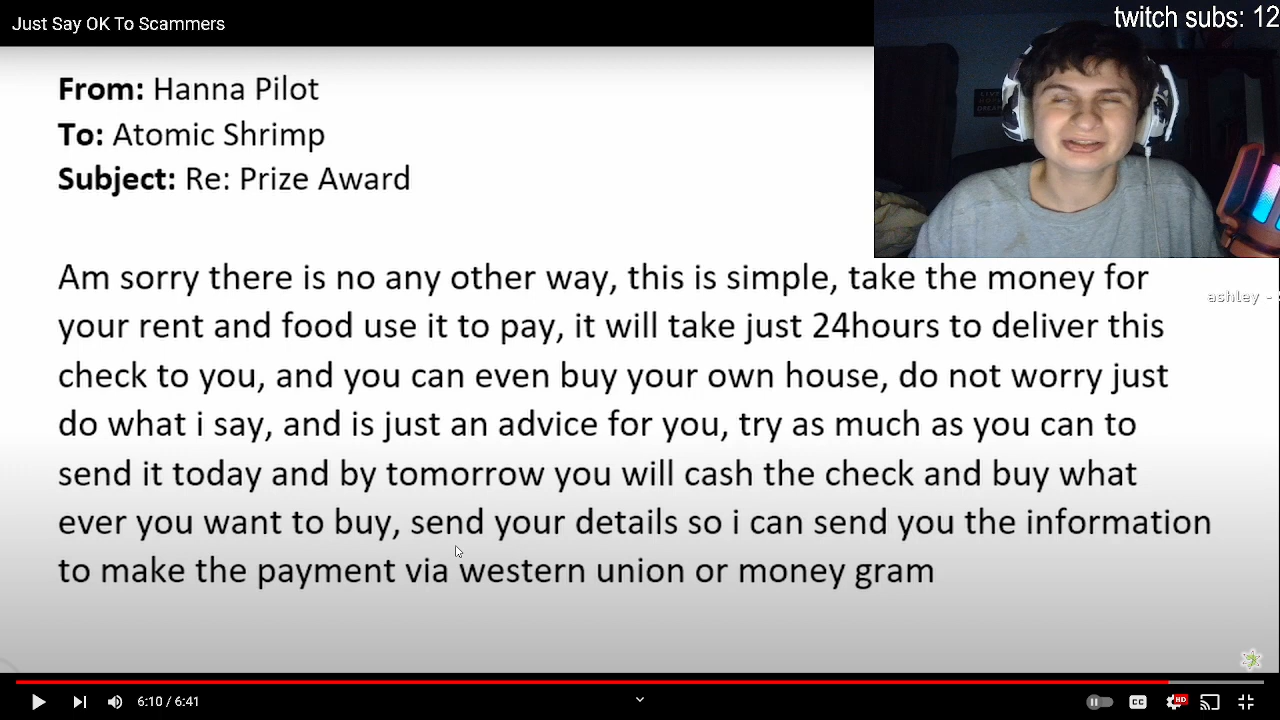 Just Say OK To Scammers
twitch subs: 12
From: Hanna Pilot
To: Atomic Shrimp
Subject: Re: Prize Award
Am sorry there is no any other way, this is simple, take the money for
ashley -
your rent and food use it to pay, it will take just 24hours to deliver this
check to you, and you can even buy your own house, do not worry just
do what i say, and is just an advice for you, try as much as you can to
send it today and by tomorrow you will cash the check and buy what
ever you want to buy, send your details so i can send you the information
to make the payment via western union or money gram
6:10 / 6:41
CC
HD